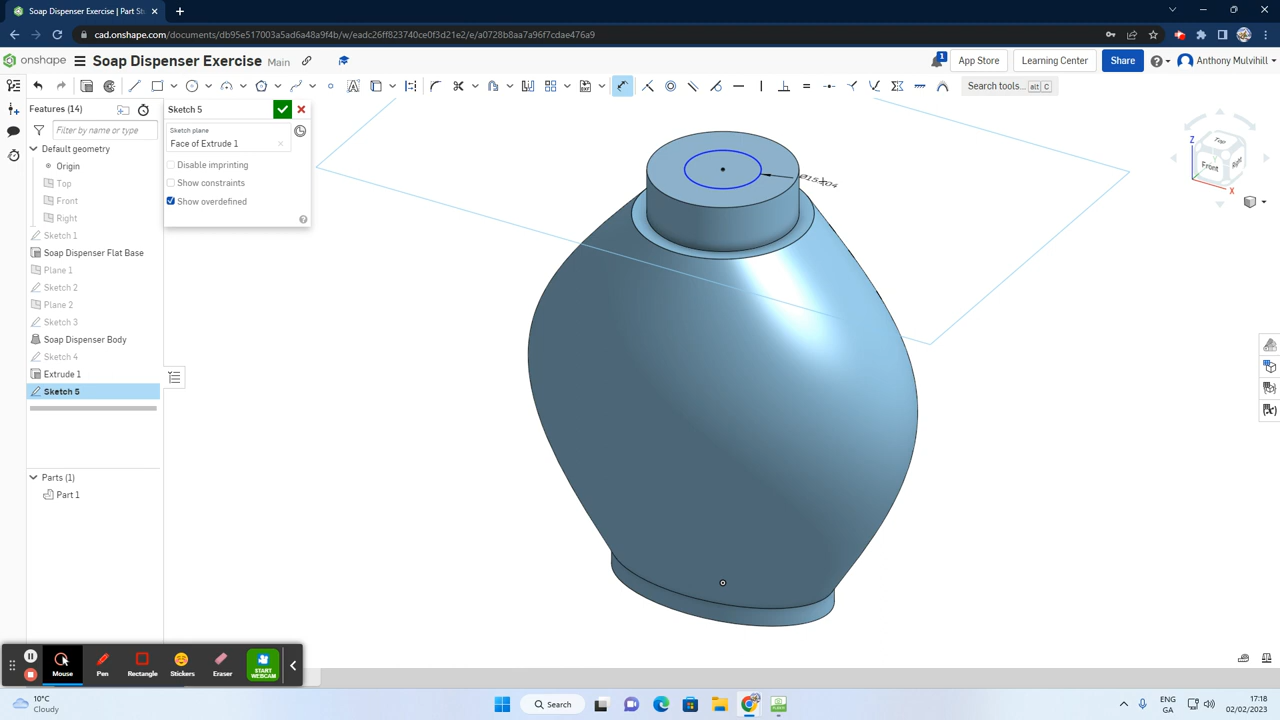 Soap Dispenser Exercise | Part St
cad.onshape.com/documents/db95e517003a5ad6a48a9f4b/w/eadc26ff823740ce0f3d21e2/e/a0728b8aa7a96f7cdae476a9
onshape
Soap Dispenser Exercise Main
1
App Store
Learning Center
Share
Anthony Mulvihill
Search tools... alt C
Features (14)
Filter by name or type
Default geometry
Origin
Top
Front
Right
Sketch 1
Soap Dispenser Flat Base
Plane 1
Sketch 2
Plane 2
Sketch 3
Soap Dispenser Body
Sketch 4
Extrude 1
Sketch 5
Parts (1)
Part 1
Sketch 5
Sketch plane
Face of Extrude 1
Disable imprinting
Show constraints
Show overdefined
Z
Top
Front
Right
X
Mouse
Pen
Rectangle
Stickers
Eraser
START
WEBCAM
10°C
Cloudy
Search
ENG
GA
17:18
02/02/2023